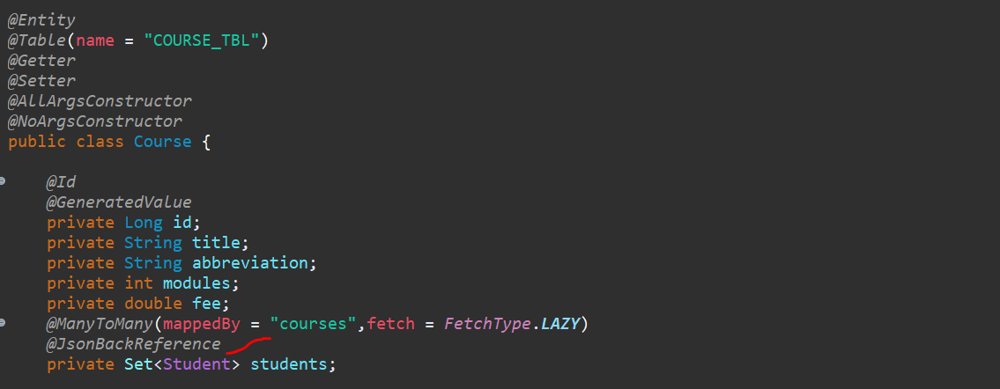 @Entity
@Table(name = "COURSE_TBL")
@Getter
@Setter
@AllArgsConstructor
@NoArgsConstructor
public class Course {
@Id
@GeneratedValue
private Long id;
private String title;
private String abbreviation;
private int modules;
private double fee;
@ManyToMany(mappedBy = "courses",fetch = FetchType.LAZY)
@JsonBackReference
private Set<Student> students;